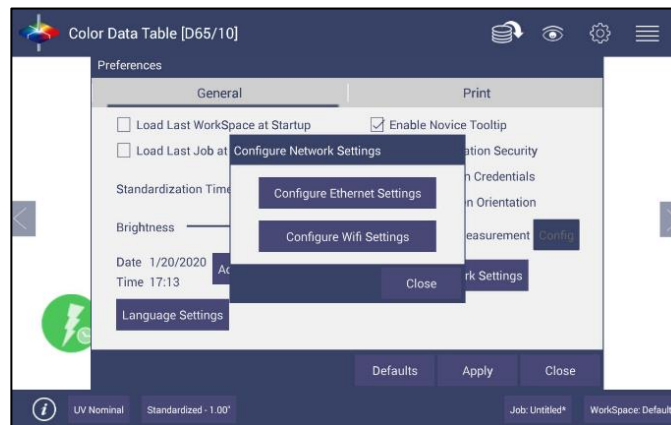 Color Data Table [D65/10]
Preferences
General Print
Load Last WorkSpace at Startup Enable Novice Tooltip
Load Last Job at Configure Network Settings ation Security
n Credentials
Standardization Time Configure Ethernet Settings
n Orientation
Brightness Configure Wifi Settings easurement Config
Date 1/20/2020
Time 17:13 Ad Close rk Settings
Language Settings
Defaults Apply Close
UV Nominal Standardized - 1.00" Job: Untitled* WorkSpace: Default